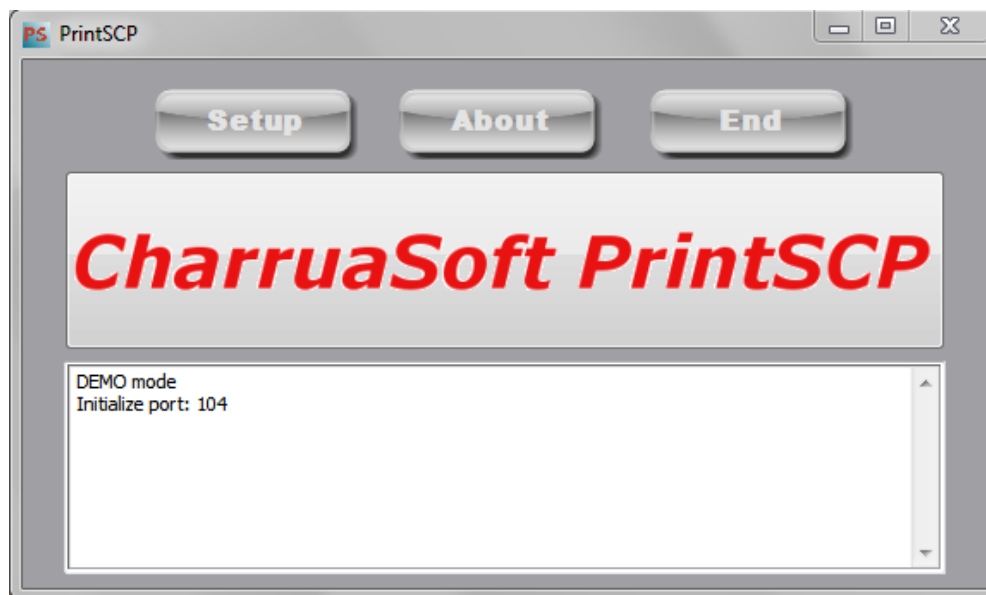 PS PrintSCP
Setup About End
CharruaSoft PrintSCP
DEMO mode
Initialize port: 104